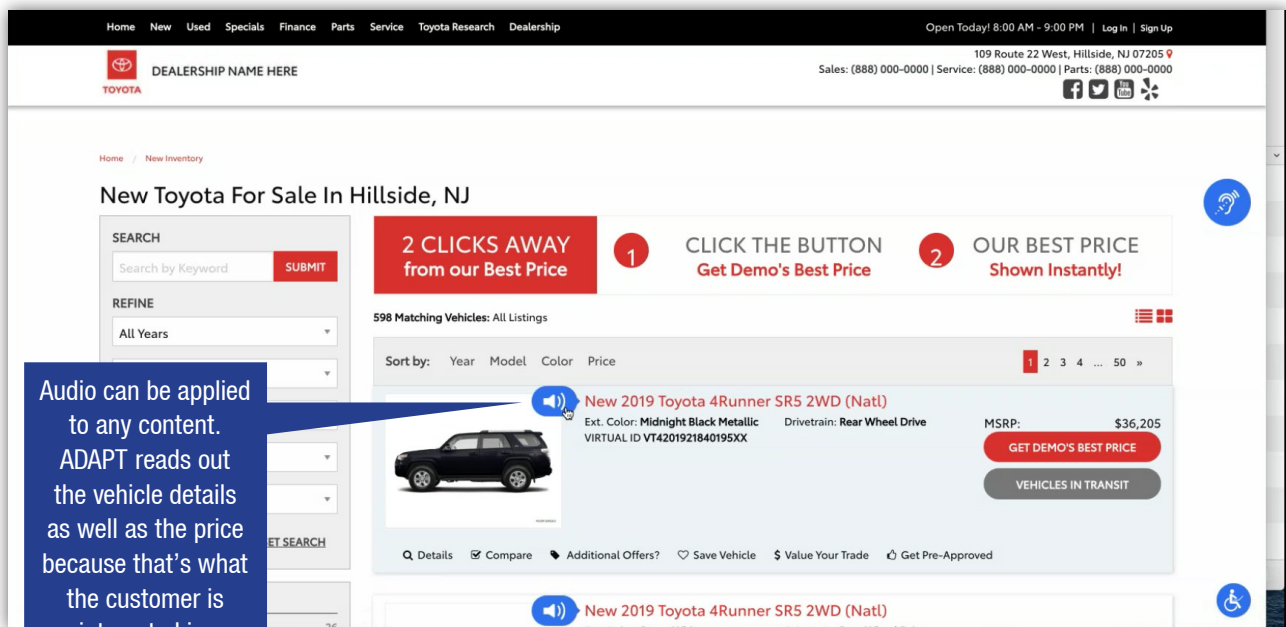 Home New Used Specials Finance Parts Service Toyota Research Dealership
Open Today! 8:00 AM - 9:00 PM | Log In | Sign Up
TOYOTA
DEALERSHIP NAME HERE
109 Route 22 West, Hillside, NJ 07205
Sales: (888) 000-0000 | Service: (888) 000-0000 | Parts: (888) 000-0000
You Tube
Home / New Inventory
New Toyota For Sale In Hillside, NJ
SEARCH
Search by Keyword SUBMIT
REFINE
All Years
ET SEARCH
Audio can be applied
to any content.
ADAPT reads out
the vehicle details
as well as the price
because that's what
the customer is
2 CLICKS AWAY
from our Best Price
1
CLICK THE BUTTON
Get Demo's Best Price
2
OUR BEST PRICE
Shown Instantly!
598 Matching Vehicles: All Listings
Sort by: Year Model Color Price
1 2 3 4 ... 50 »
New 2019 Toyota 4Runner SR5 2WD (Natl)
Ext. Color: Midnight Black Metallic Drivetrain: Rear Wheel Drive
VIRTUAL ID VT4201921840195XX
MSRP: $36,205
GET DEMO'S BEST PRICE
VEHICLES IN TRANSIT
Details Compare Additional Offers? Save Vehicle $ Value Your Trade Get Pre-Approved
New 2019 Toyota 4Runner SR5 2WD (Natl)